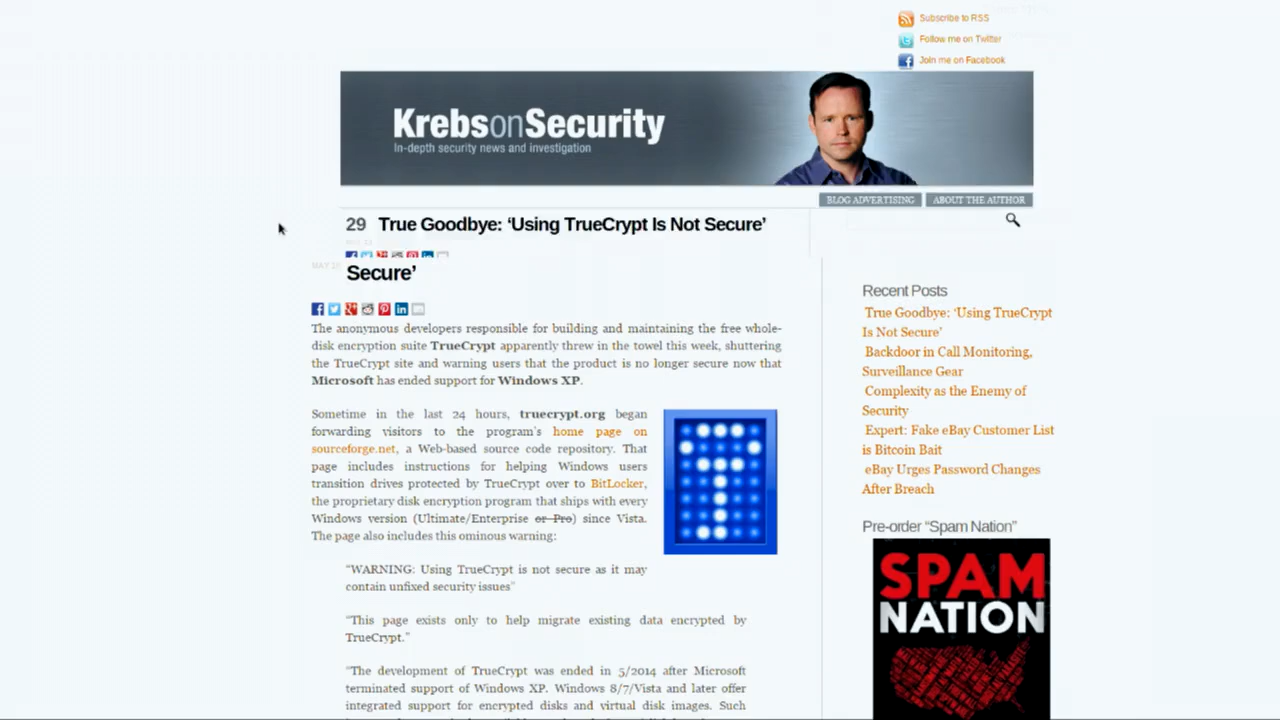 Subscribe to RSS
Follow me on Twitter
Join me on Facebook
KrebsonSecurity
In-depth security news and investigation
BLOG ADVERTISING ABOUT THE AUTHOR
29 True Goodbye: ‘Using TrueCrypt Is Not Secure’
Secure’
The anonymous developers responsible for building and maintaining the free whole-
disk encryption suite TrueCrypt apparently threw in the towel this week, shuttering
the TrueCrypt site and warning users that the product is no longer secure now that
Microsoft has ended support for Windows XP.
Sometime in the last 24 hours, truecrypt.org began
forwarding visitors to the program’s home page on
sourceforge.net, a Web-based source code repository. That
page includes instructions for helping Windows users
transition drives protected by TrueCrypt over to BitLocker,
the proprietary disk encryption program that ships with every
Windows version (Ultimate/Enterprise or Pro) since Vista.
The page also includes this ominous warning:
“WARNING: Using TrueCrypt is not secure as it may
contain unfixed security issues”
“This page exists only to help migrate existing data encrypted by
TrueCrypt.”
“The development of TrueCrypt was ended in 5/2014 after Microsoft
terminated support of Windows XP. Windows 8/7/Vista and later offer
integrated support for encrypted disks and virtual disk images. Such
Recent Posts
True Goodbye: ‘Using TrueCrypt
Is Not Secure’
Backdoor in Call Monitoring,
Surveillance Gear
Complexity as the Enemy of
Security
Expert: Fake eBay Customer List
is Bitcoin Bait
eBay Urges Password Changes
After Breach
Pre-order “Spam Nation”
SPAM
NATION